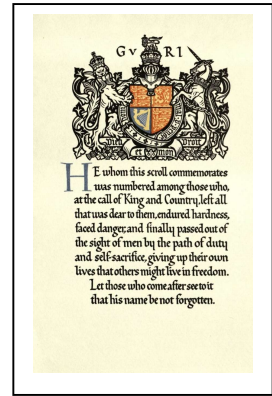 GvRI
Dieu et mon Droit
HE whom this scroll commemorates
was numbered among those who,
at the call of King and Country, left all
that was dear to them, endured hardness,
faced danger, and finally passed out of
the sight of men by the path of duty
and self-sacrifice, giving up their own
lives that others might live in freedom.
Let those who come after see to it
that his name be not forgotten.